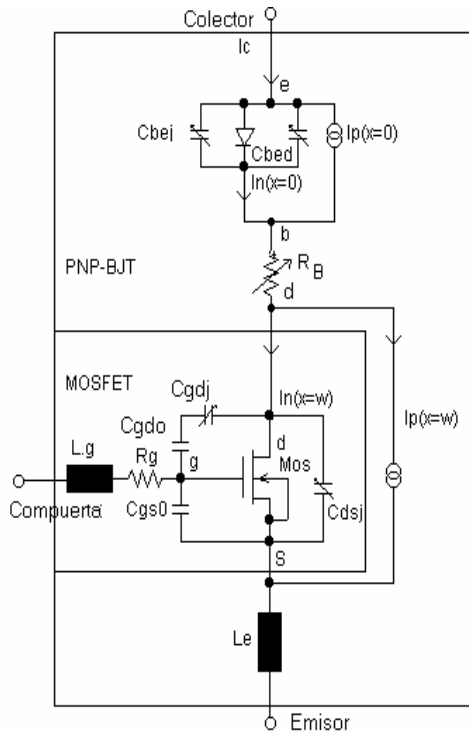 Colector
Ic
e
Cbej
Cbed
Ip(x=0)
In(x=0)
b
PNP-BJT
RB
d
MOSFET
Cgdj
In(x=w)
Ip(x=w)
Cgdo
d
L.g
Rg
g
Mos
Compuerta
Cgs0
Cdsj
S
Le
Emisor